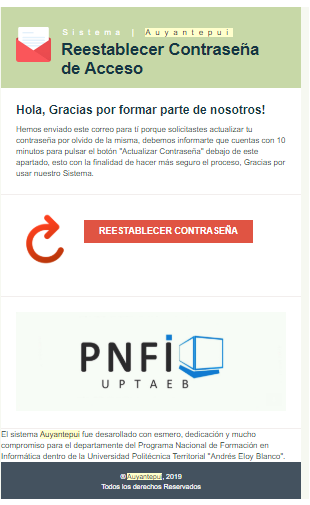 Sistema | Auyantepui
Reestablecer Contraseña
de Acceso
Hola, Gracias por formar parte de nosotros!
Hemos enviado este correo para tí porque solicitastes actualizar tu
contraseña por olvido de la misma, debemos informarte que cuentas con 10
minutos para pulsar el botón "Actualizar Contraseña" debajo de este
apartado, esto con la finalidad de hacer más seguro el proceso, Gracias por
usar nuestro Sistema.
REESTABLECER CONTRASEÑA
PNFi
UPTAEB
El sistema Auyantepui fue desarollado con esmero, dedicación y mucho
compromiso para el departamente del Programa Nacional de Formación en
Informática dentro de la Universidad Politécnica Territorial "Andrés Eloy Blanco".
® Auyantepui, 2019
Todos los derechos Reservados